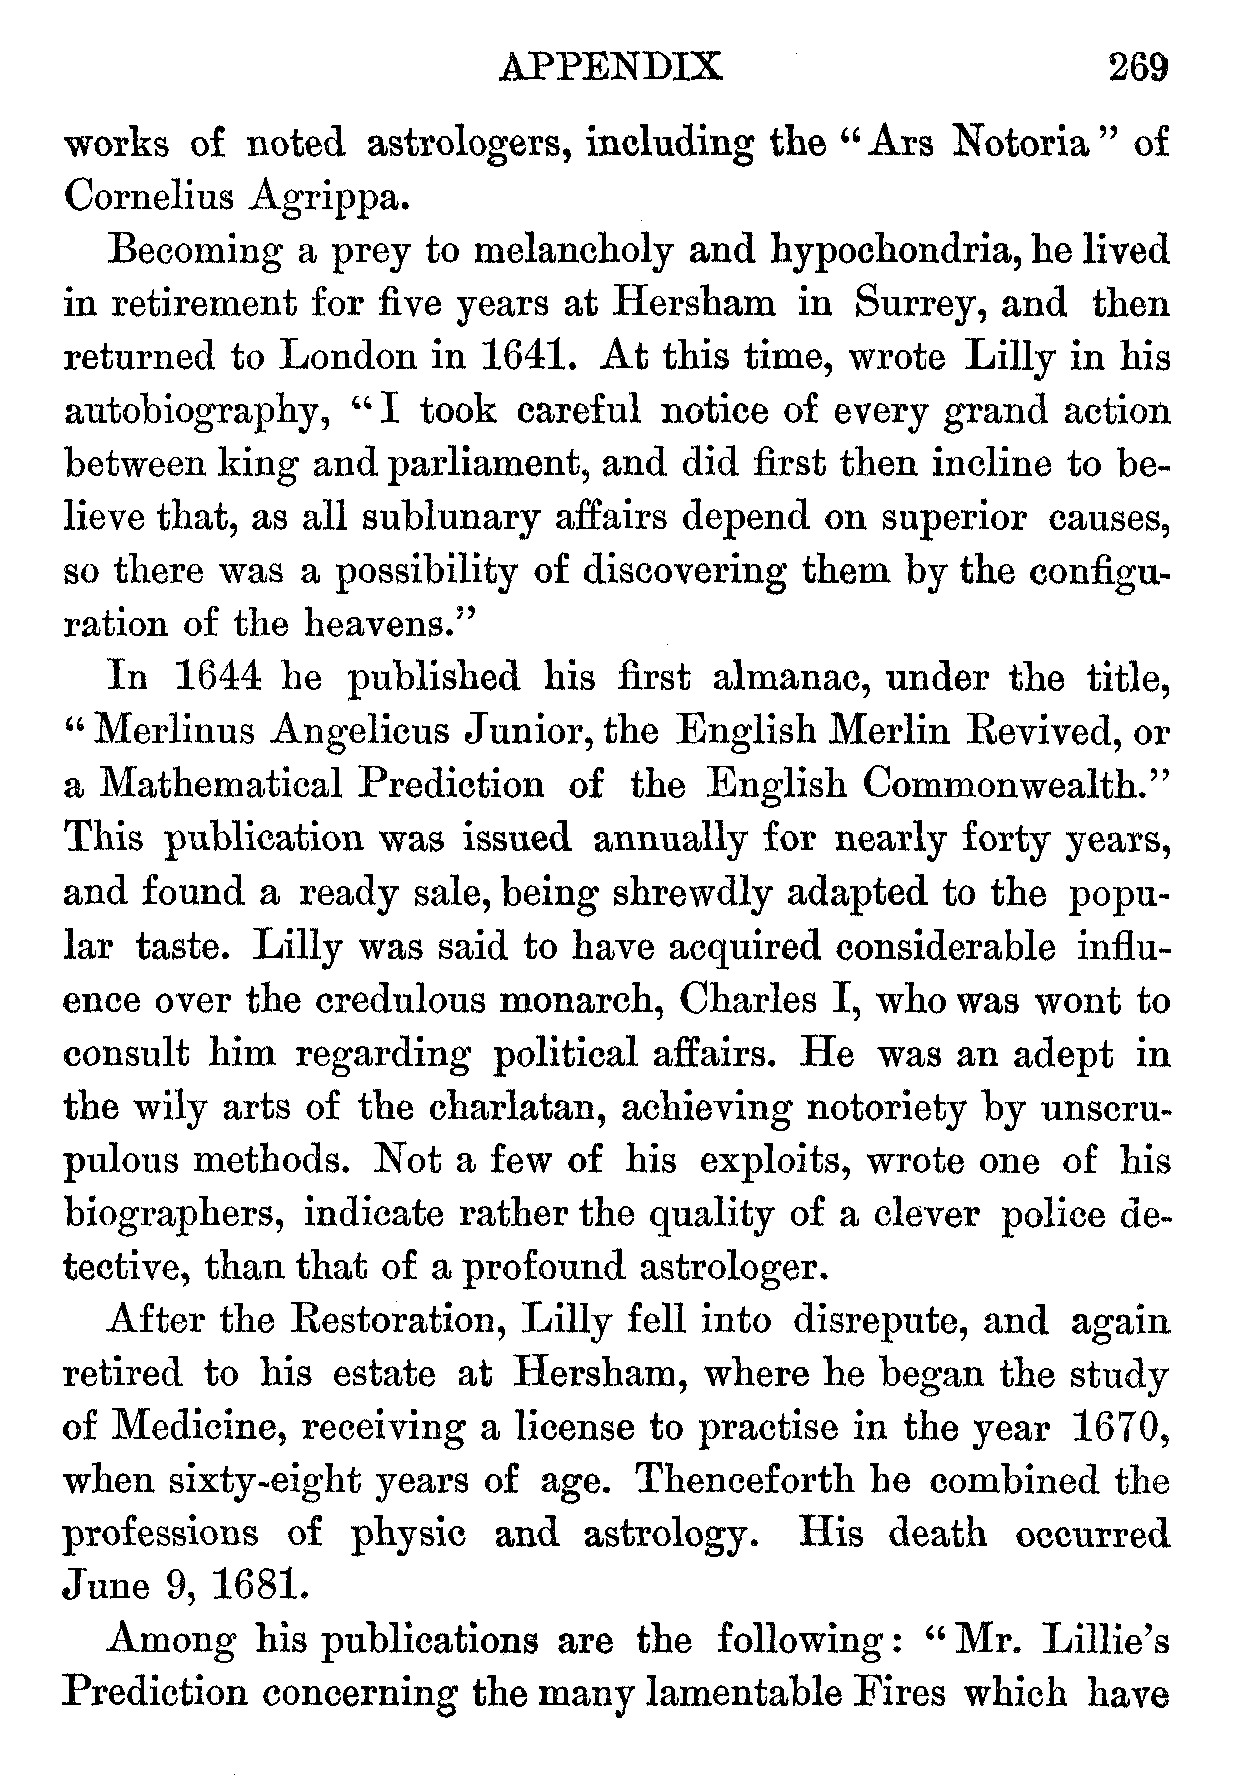 APPENDIX 269
works of noted astrologers, including the “Ars Notoria” of
Cornelius Agrippa.
Becoming a prey to melancholy and hypochondria, he lived
in retirement for five years at Hersham in Surrey, and then
returned to London in 1641. At this time, wrote Lilly in his
autobiography, “I took careful notice of every grand action
between king and parliament, and did first then incline to be-
lieve that, as all sublunary affairs depend on superior causes,
so there was a possibility of discovering them by the configu-
ration of the heavens.”
In 1644 he published his first almanac, under the title,
“Merlinus Angelicus Junior, the English Merlin Revived, or
a Mathematical Prediction of the English Commonwealth.”
This publication was issued annually for nearly forty years,
and found a ready sale, being shrewdly adapted to the popu-
lar taste. Lilly was said to have acquired considerable influ-
ence over the credulous monarch, Charles I, who was wont to
consult him regarding political affairs. He was an adept in
the wily arts of the charlatan, achieving notoriety by unscru-
pulous methods. Not a few of his exploits, wrote one of his
biographers, indicate rather the quality of a clever police de-
tective, than that of a profound astrologer.
After the Restoration, Lilly fell into disrepute, and again
retired to his estate at Hersham, where he began the study
of Medicine, receiving a license to practise in the year 1670,
when sixty-eight years of age. Thenceforth he combined the
professions of physic and astrology. His death occurred
June 9, 1681.
Among his publications are the following: “Mr. Lillie’s
Prediction concerning the many lamentable Fires which have